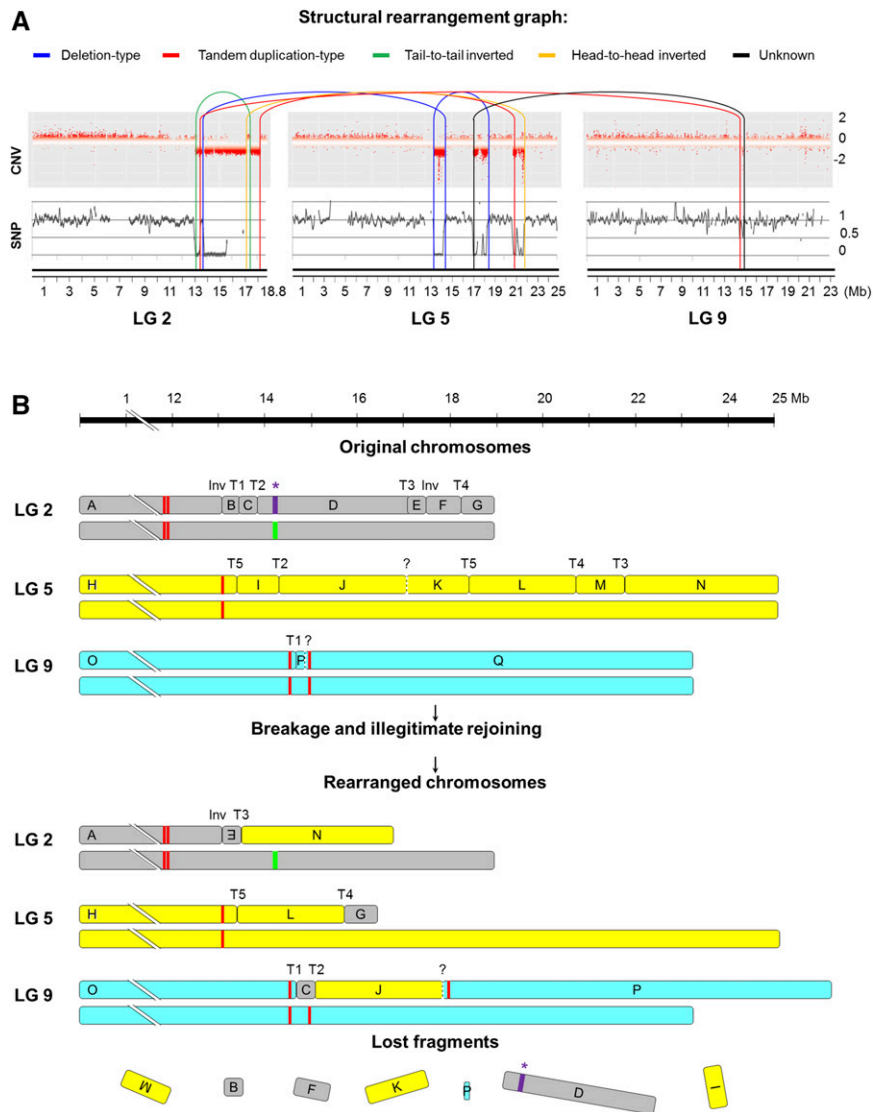 A
Structural rearrangement graph:
Deletion-type Tandem duplication-type Tail-to-tail inverted Head-to-head inverted Unknown
CNV
2
0
-2
SNP
1
0.5
0
1 3 5 7 9 11 13 15 17 18.8 1 3 5 7 9 11 13 15 17 19 21 23 25 1 3 5 7 9 11 13 15 17 19 21 23 (Mb)
LG 2 LG 5 LG 9
B
1 12 14 16 18 20 22 24 25 Mb
Original chromosomes
Inv T1 T2 * T3 Inv T4
LG 2 A B C D E F G
T5 T2 ? T5 T4 T3
LG 5 H I J K L M N
T1 ?
LG 9 O P Q
Breakage and illegitimate rejoining
Rearranged chromosomes
Inv T3
LG 2 A E N
T5 T4
LG 5 H L G
T1 T2 ?
LG 9 O C J P
Lost fragments
M B F K P * D I